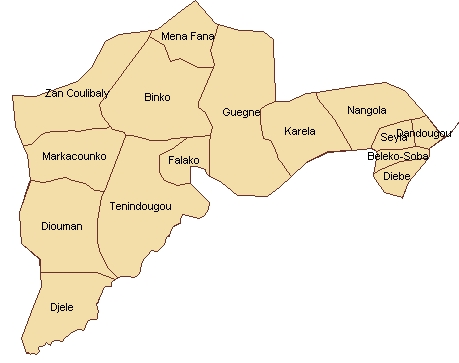 Mena Fana
Zan Coulibaly
Binko
Guegne
Nangola
Karela
Seyla
Dandougou
Markacounko
Falako
Beleko-Soba
Diebe
Tenindougou
Diouman
Djele